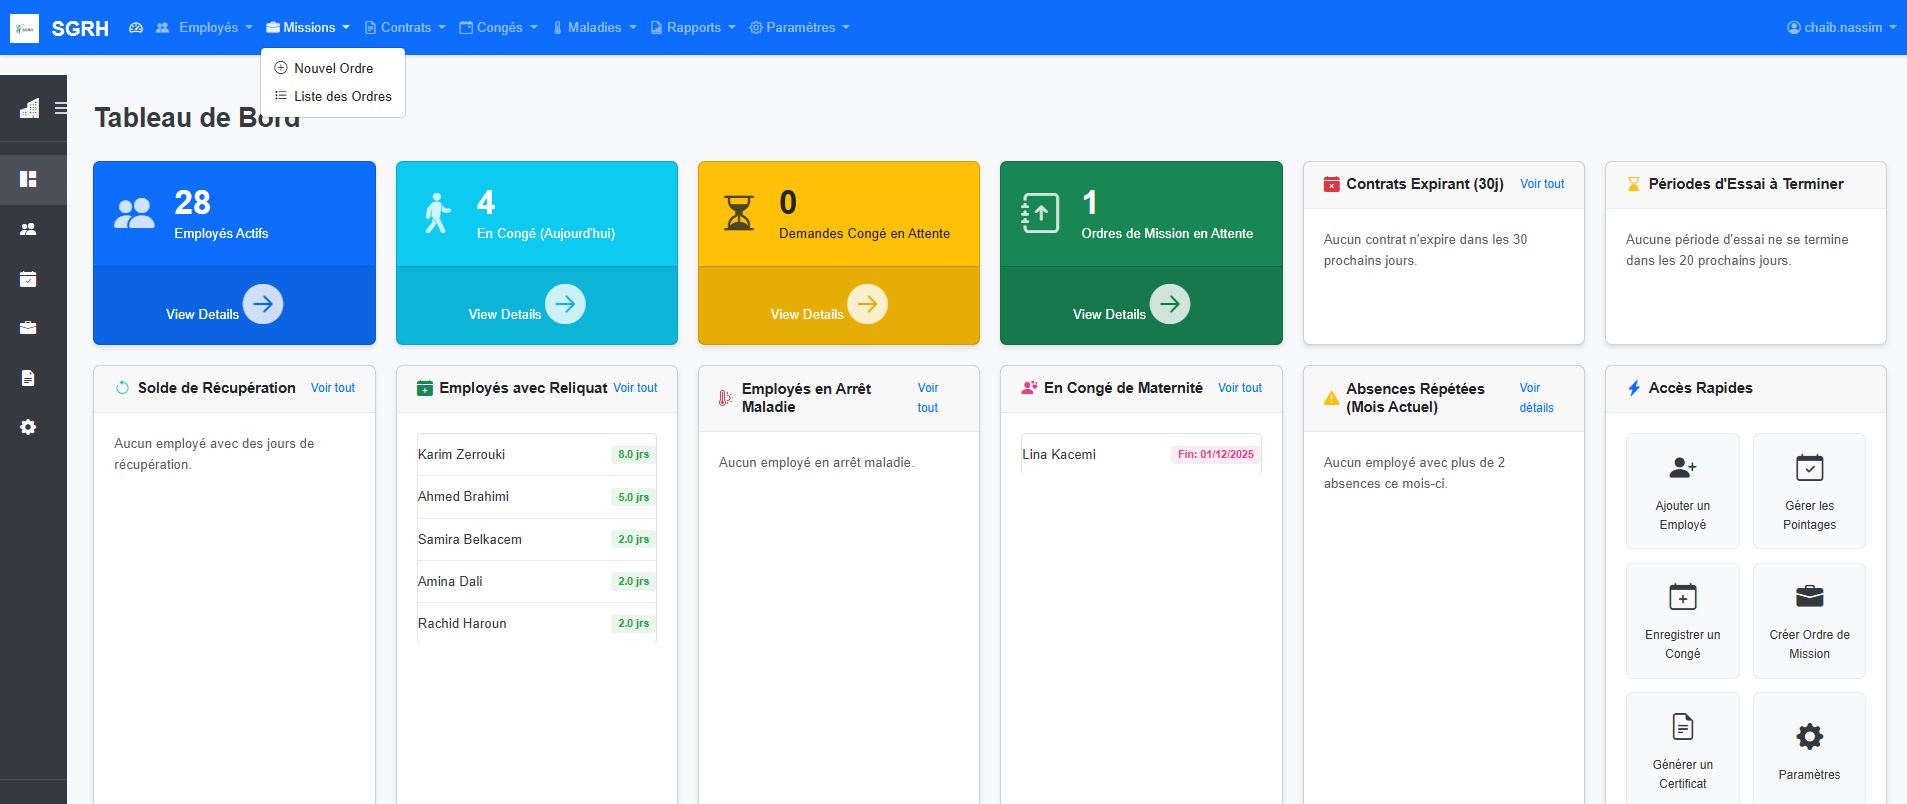 SGRH
Employés
Missions
Contrats
Congés
Maladies
Rapports
Paramètres
chaib.nassim
Nouvel Ordre
Liste des Ordres
Tableau de Bord
28
Employés Actifs
View Details
4
En Congé (Aujourd'hui)
View Details
0
Demandes Congé en Attente
View Details
1
Ordres de Mission en Attente
View Details
Contrats Expirant (30j)
Voir tout
Aucun contrat n'expire dans les 30
prochains jours.
Périodes d'Essai à Terminer
Aucune période d'essai ne se termine
dans les 20 prochains jours.
Solde de Récupération
Voir tout
Aucun employé avec des jours de
récupération.
Employés avec Reliquat
Voir tout
Karim Zerrouki
8.0 jrs
Ahmed Brahimi
5.0 jrs
Samira Belkacem
2.0 jrs
Amina Dali
2.0 jrs
Rachid Haroun
2.0 jrs
Employés en Arrêt
Maladie
Voir
tout
Aucun employé en arrêt maladie.
En Congé de Maternité
Voir tout
Lina Kacemi
Fin: 01/12/2025
Absences Répétées
(Mois Actuel)
Voir
détails
Aucun employé avec plus de 2
absences ce mois-ci.
Accès Rapides
Ajouter un
Employé
Gérer les
Pointages
Enregistrer un
Congé
Créer Ordre de
Mission
Générer un
Certificat
Paramètres